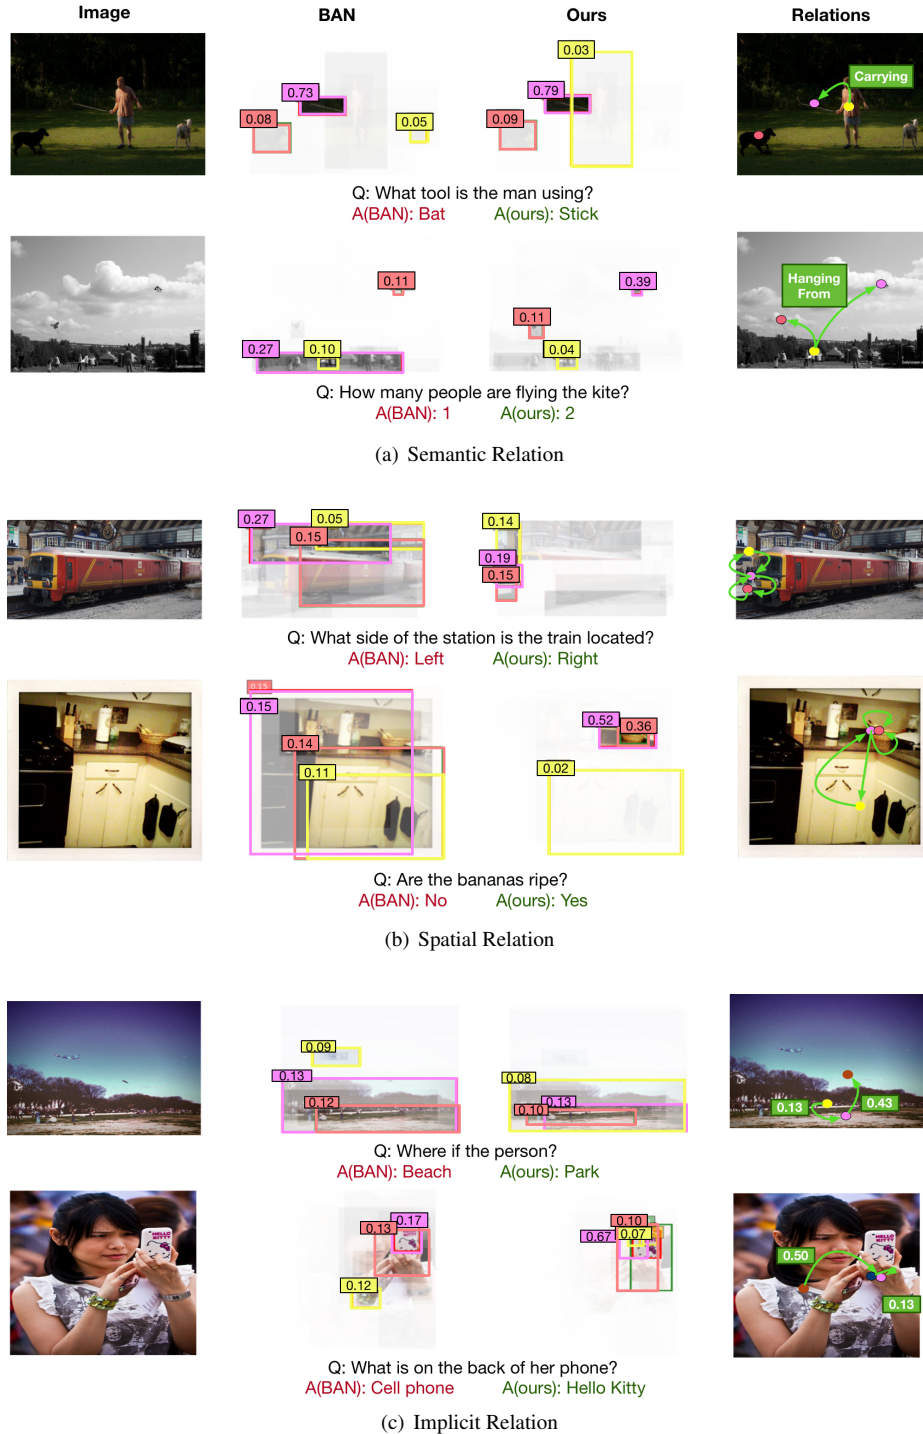 Image BAN Ours Relations
0.73
0.08
0.05
0.03
0.79
0.09
Carrying
Q: What tool is the man using?
A(BAN): Bat A(ours): Stick
0.11
0.27
0.10
0.39
0.11
0.04
Hanging
From
Q: How many people are flying the kite?
A(BAN): 1 A(ours): 2
(a) Semantic Relation
0.27
0.05
0.15
0.14
0.19
0.15
Q: What side of the station is the train located?
A(BAN): Left A(ours): Right
0.15
0.15
0.14
0.11
0.52
0.36
0.02
Q: Are the bananas ripe?
A(BAN): No A(ours): Yes
(b) Spatial Relation
0.09
0.13
0.12
0.08
0.13
0.10
0.13
0.43
Q: Where if the person?
A(BAN): Beach A(ours): Park
HELLO
KITTY
0.17
0.13
0.12
0.10
0.67
0.07
HELLO
KITTY
0.50
0.13
Q: What is on the back of her phone?
A(BAN): Cell phone A(ours): Hello Kitty
(c) Implicit Relation